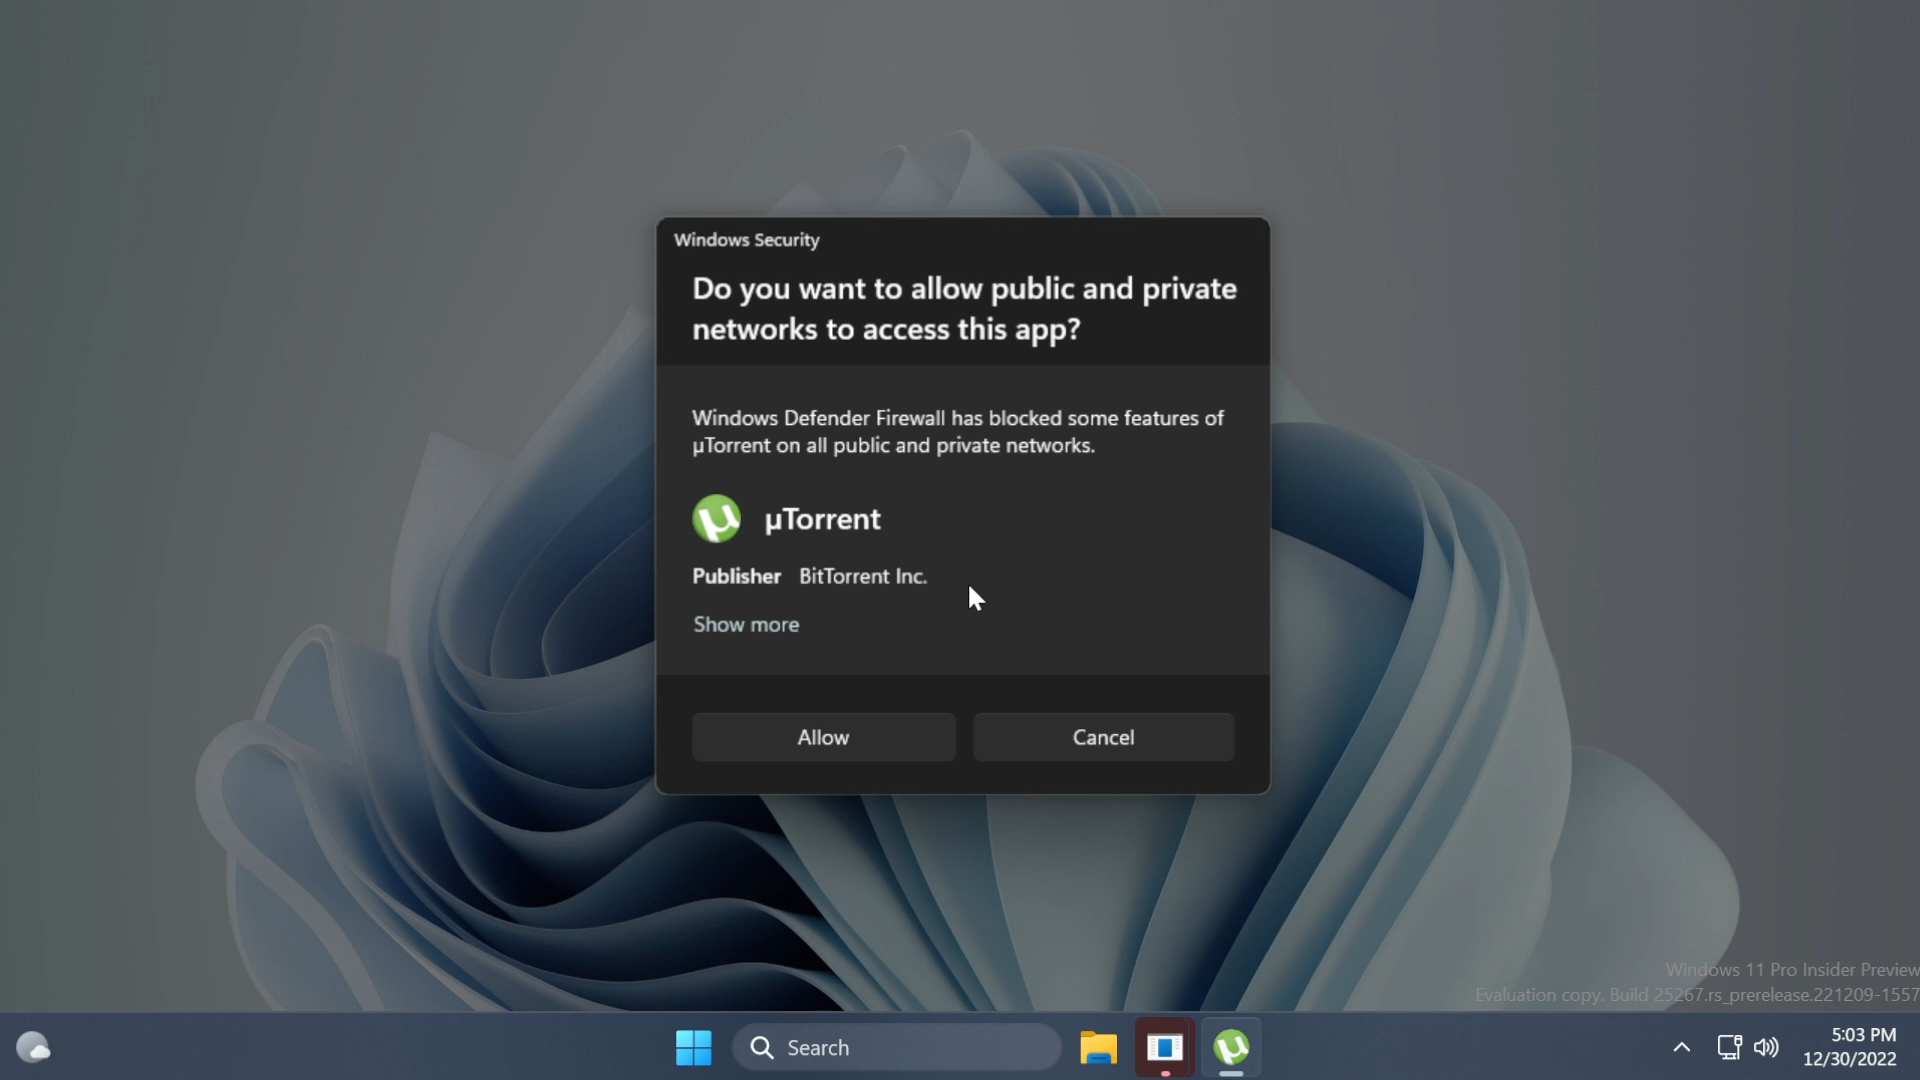 Windows Security
Do you want to allow public and private
networks to access this app?
Windows Defender Firewall has blocked some features of
µTorrent on all public and private networks.
µTorrent
Publisher BitTorrent Inc.
Show more
Allow Cancel
Windows 11 Pro Insider Preview
Evaluation copy. Build 25267.rs_prerelease.221209-1557
Search
5:03 PM
12/30/2022